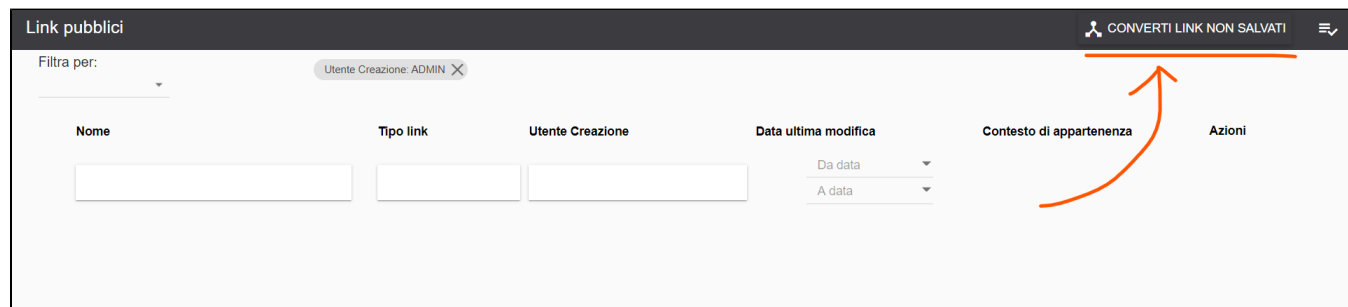 Link pubblici
CONVERTI LINK NON SALVATI
Filtra per:
Utente Creazione: ADMIN
Nome
Tipo link
Utente Creazione
Data ultima modifica
Contesto di appartenenza
Azioni
Da data
A data